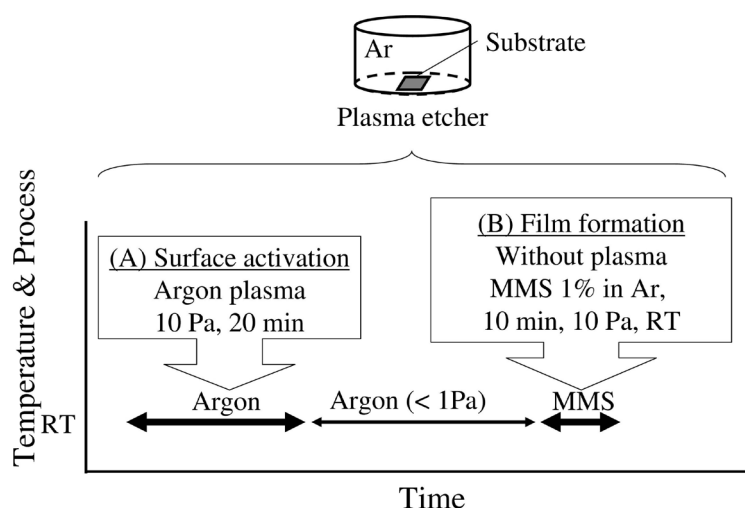 Ar
Substrate
Plasma etcher
(A) Surface activation
Argon plasma
10 Pa, 20 min
(B) Film formation
Without plasma
MMS 1% in Ar,
10 min, 10 Pa, RT
Temperature & Process
RT
Argon
Argon (< 1Pa)
MMS
Time